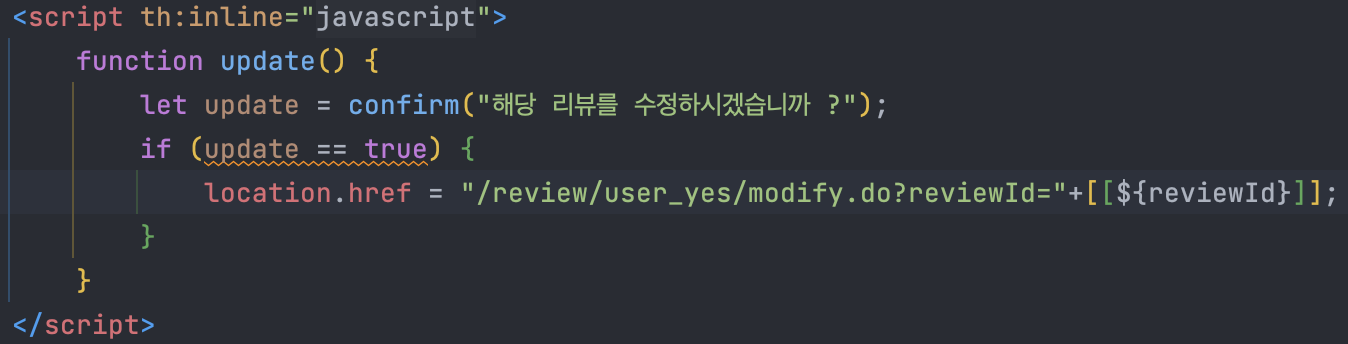 <script th:inline="javascript">
    function update() {
        let update = confirm("해당 리뷰를 수정하시겠습니까 ?");
        if (update == true) {
            location.href = "/review/user_yes/modify.do?reviewId="+[[${reviewId}]];
        }
    }
</script>